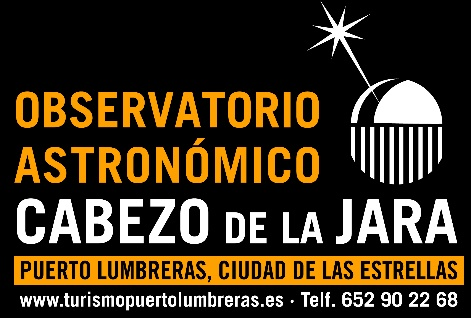 OBSERVATORIO
ASTRONÓMICO
CABEZO DE LA JARA
PUERTO LUMBRERAS, CIUDAD DE LAS ESTRELLAS
www.turismopuertolumbreras.es · Telf. 652 90 22 68